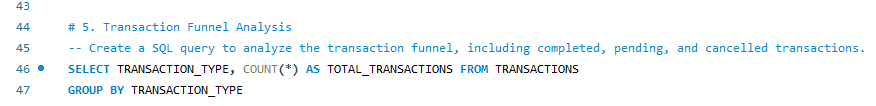 43
44 # 5. Transaction Funnel Analysis
45 -- Create a SQL query to analyze the transaction funnel, including completed, pending, and cancelled transactions.
46 SELECT TRANSACTION_TYPE, COUNT(*) AS TOTAL_TRANSACTIONS FROM TRANSACTIONS
47 GROUP BY TRANSACTION_TYPE